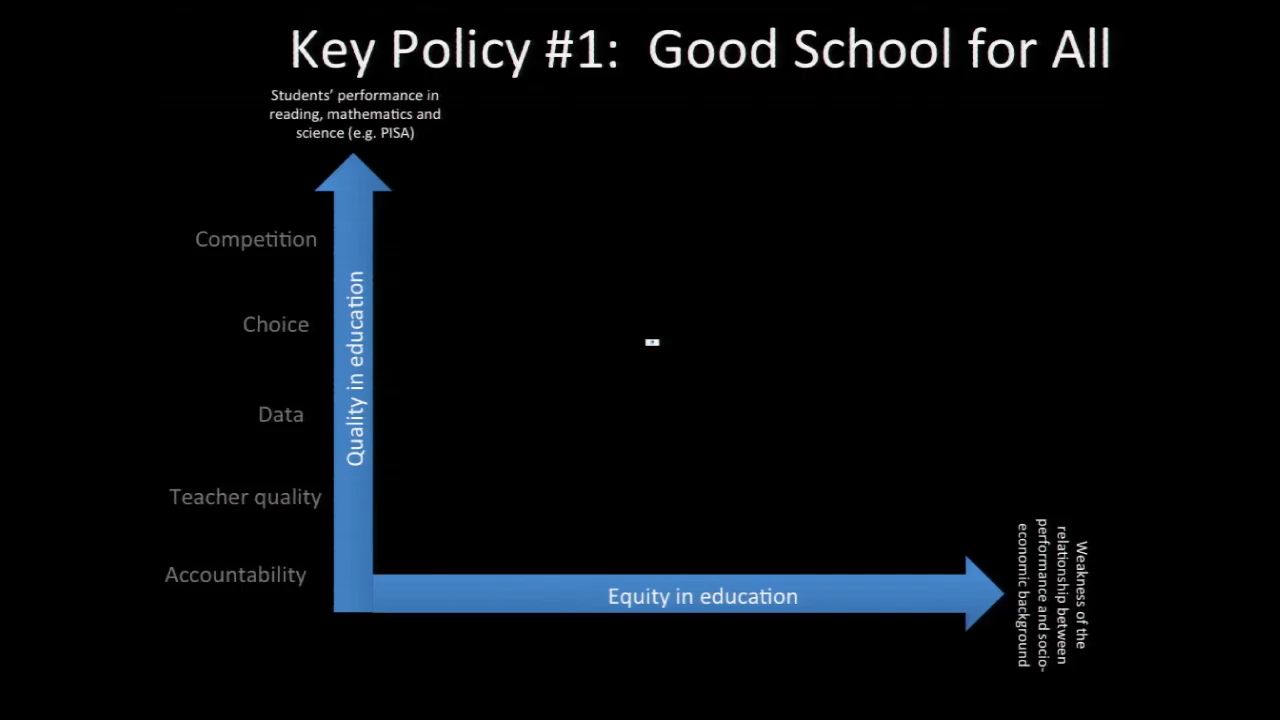 Key Policy #1:  Good School for All
Students’ performance in
reading, mathematics and
science (e.g. PISA)
Competition
Choice
Data
Teacher quality
Accountability
Quality in education
Equity in education
Weakness of the
relationship between
performance and socio-
economic background